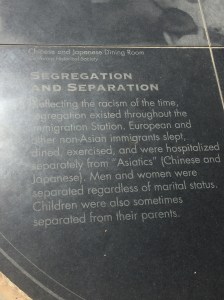 Chinese and Japanese Dining Room
SEGREGATION
AND SEPARATION
Reflecting the racism of the time,
segregation existed throughout the
Immigration Station. European and
other non-Asian immigrants slept,
dined, exercised, and were hospitalized
separately from "Asiatics" (Chinese and
Japanese). Men and women were
separated regardless of marital status.
Children were also sometimes
separated from their parents.